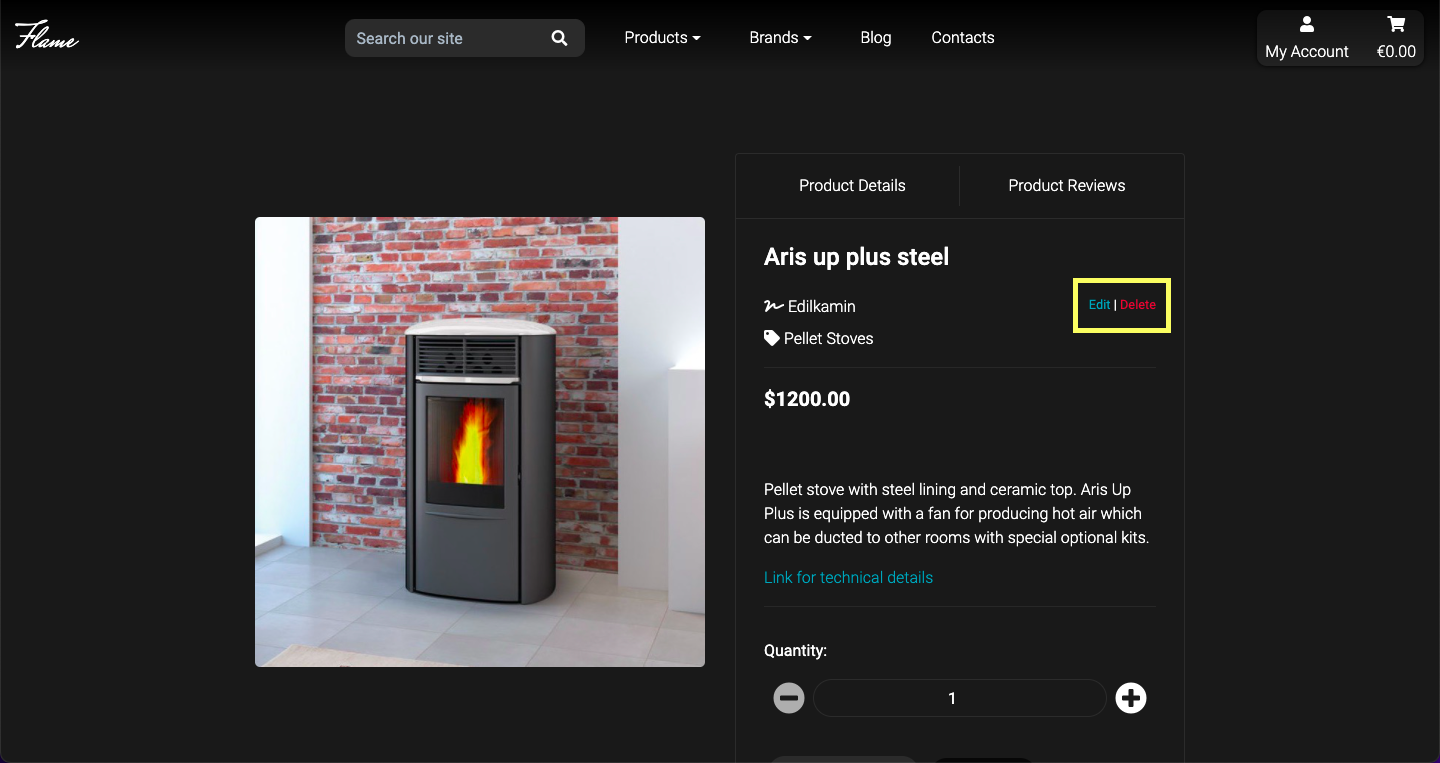 Flame
Search our site
Products
Brands
Blog
Contacts
My Account
€0.00
Product Details
Product Reviews
Aris up plus steel
Edilkamin
Edit | Delete
Pellet Stoves
$1200.00
Pellet stove with steel lining and ceramic top. Aris Up
Plus is equipped with a fan for producing hot air which
can be ducted to other rooms with special optional kits.
Link for technical details
Quantity:
1